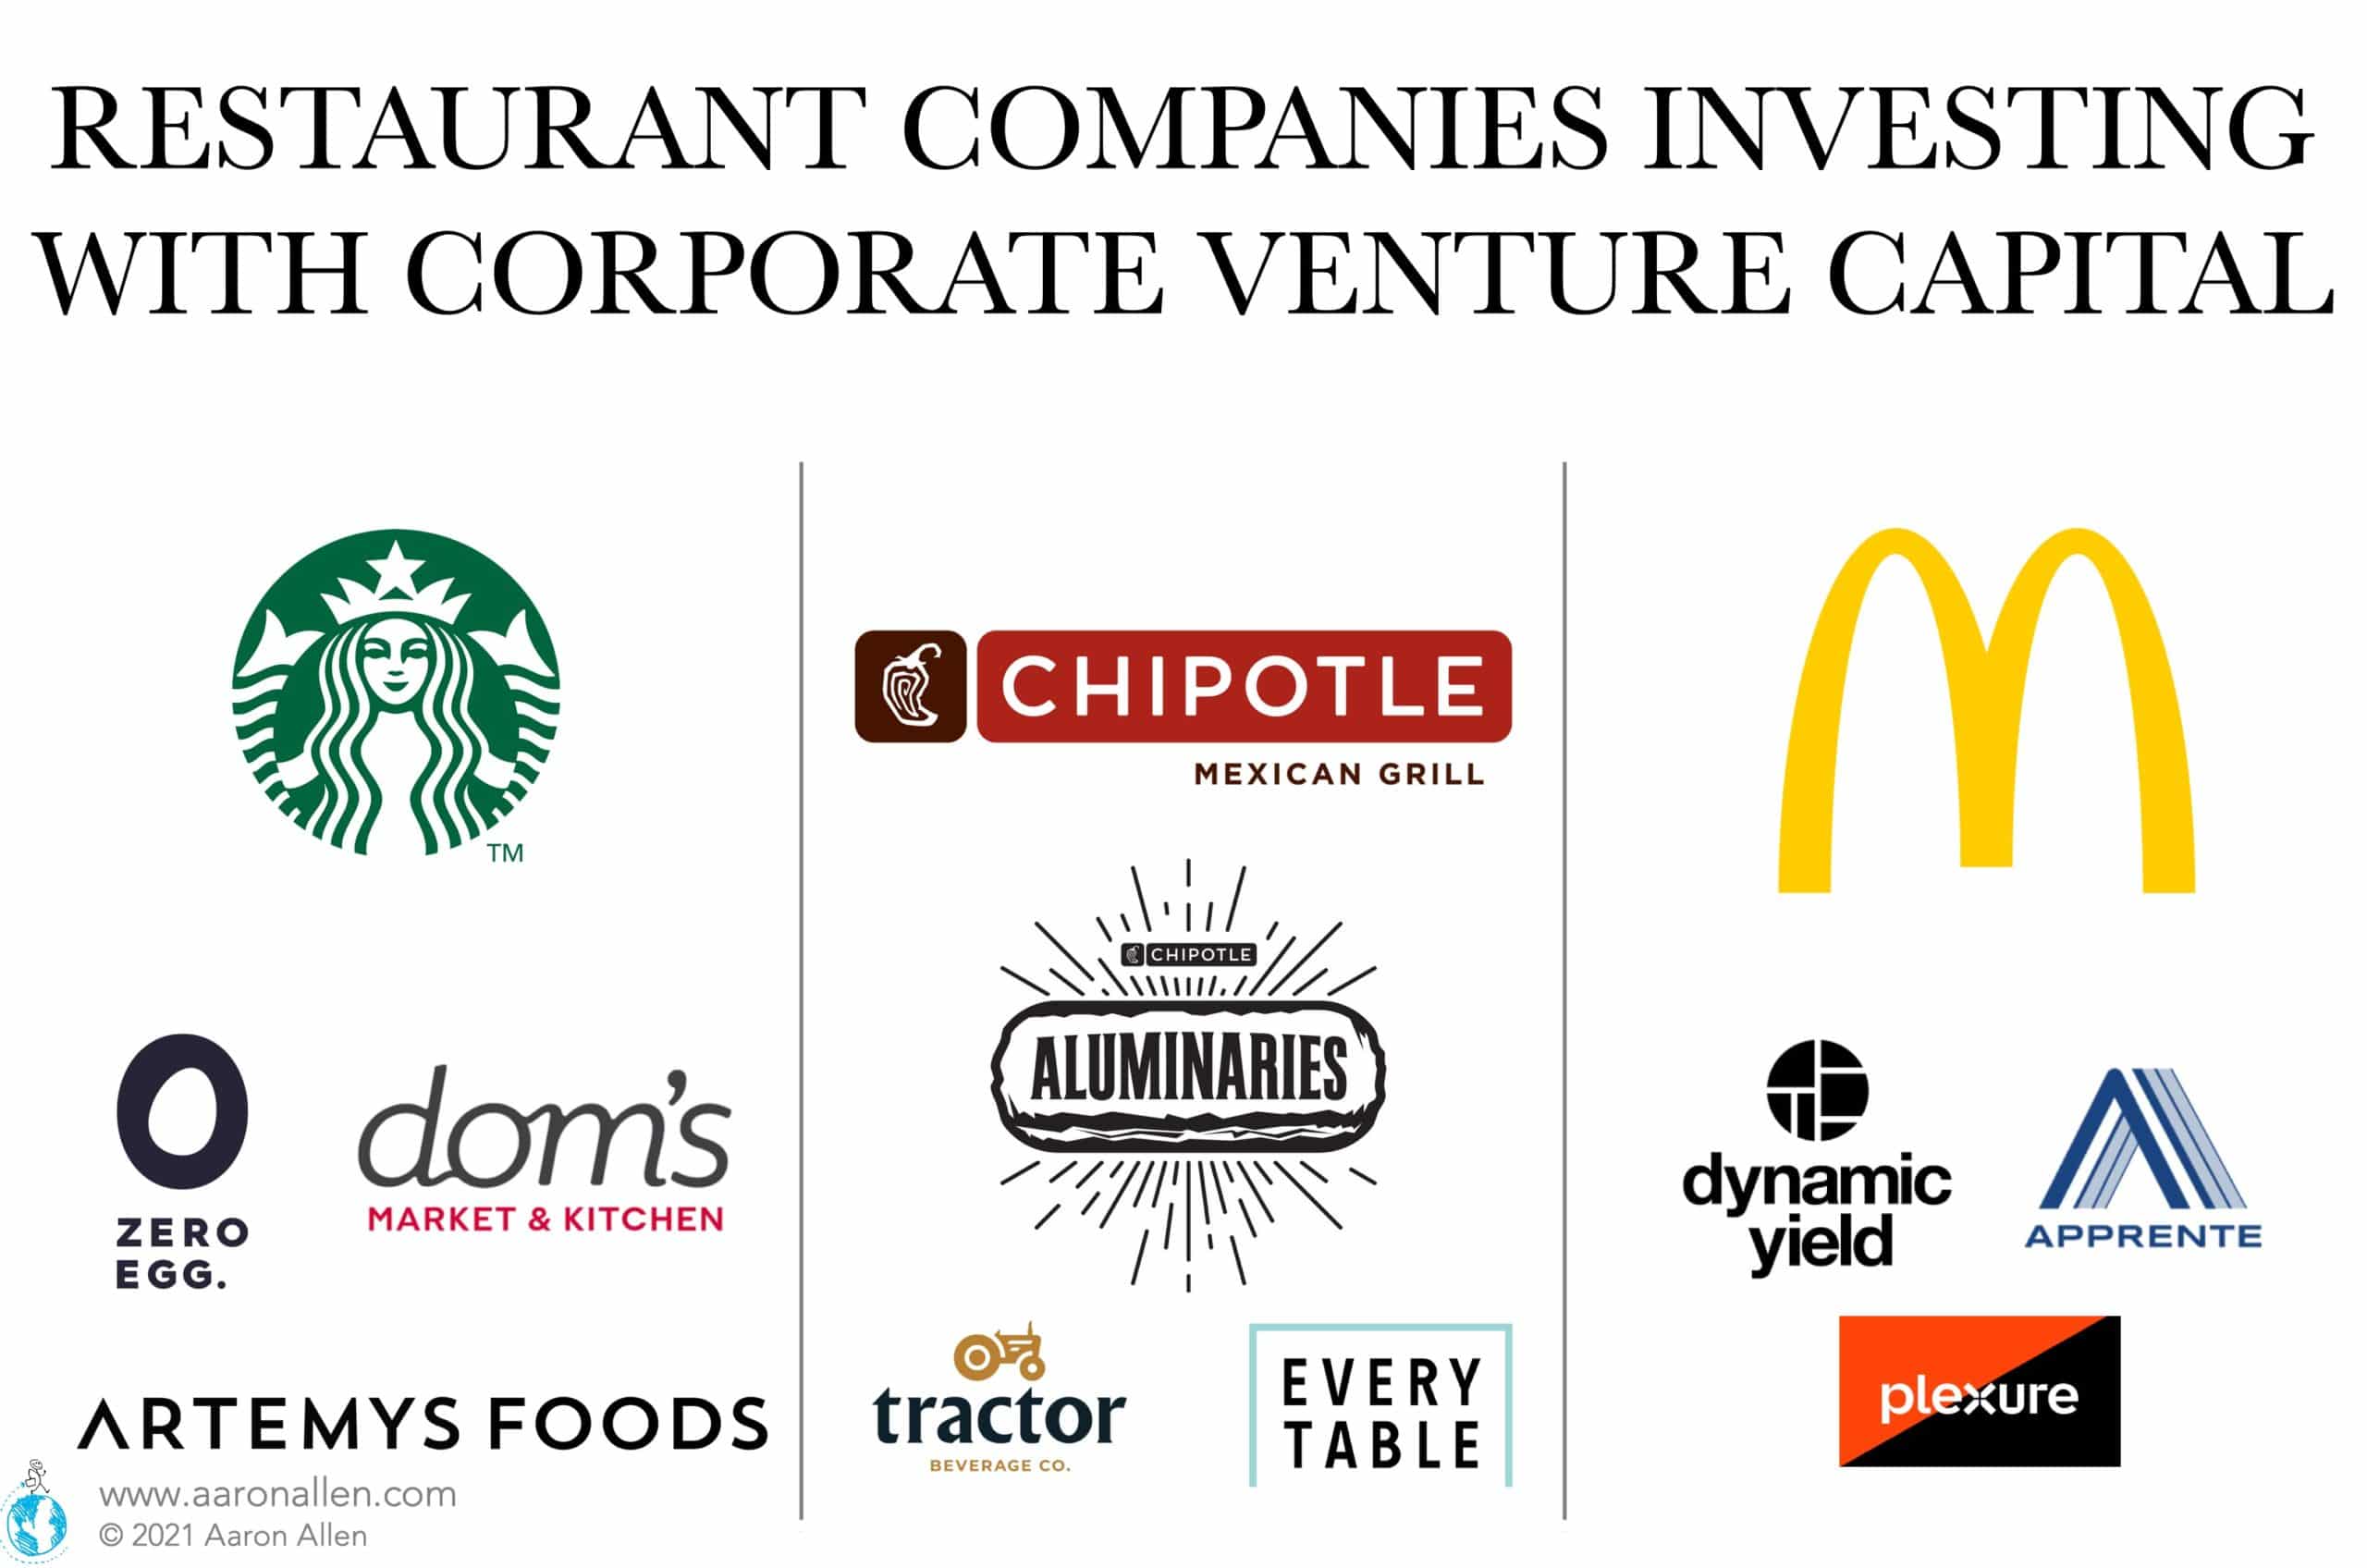 RESTAURANT COMPANIES INVESTING
WITH CORPORATE VENTURE CAPITAL
TM
ZERO
EGG.
dom's
MARKET & KITCHEN
ARTEMYS FOODS
CHIPOTLE
MEXICAN GRILL
CHIPOTLE
ALUMINARIES
tractor
BEVERAGE CO.
EVERY
TABLE
dynamic
yield
APPRENTE
plexure
www.aaronallen.com
© 2021 Aaron Allen